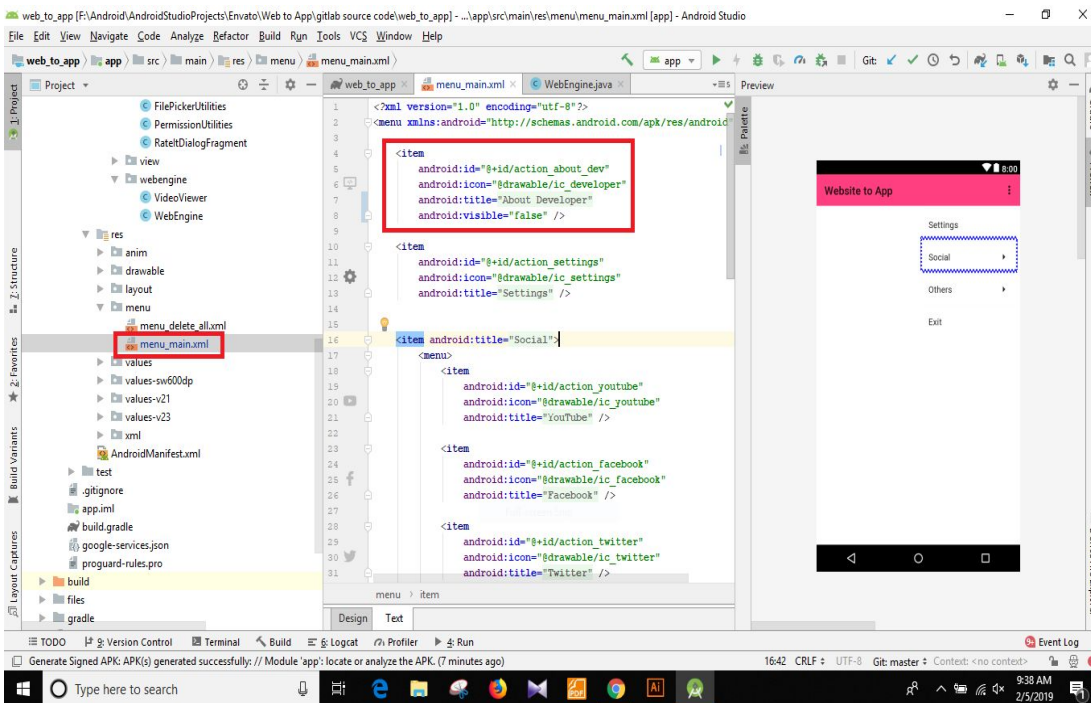 web_to_app [F:\Android\AndroidStudioProjects\Envato\Web to App\gitlab source code\web_to_app] - ...\app\src\main\res\menu\menu_main.xml [app] - Android Studio
File Edit View Navigate Code Analyze Refactor Build Run Tools VCS Window Help
web_to_app app src main res menu menu_main.xml
app Git:
Project
web_to_app menu_main.xml WebEngine.java
5
Preview
1: Project
Z: Structure
2: Favorites
Build Variants
Layout Captures
FilePickerUtilities
PermissionUtilities
RateItDialogFragment
view
webengine
VideoViewer
WebEngine
res
anim
drawable
layout
menu
menu_delete_all.xml
menu_main.xml
values
values-sw600dp
values-v21
values-v23
xml
AndroidManifest.xml
test
.gitignore
app.iml
build.gradle
google-services.json
proguard-rules.pro
build
files
gradle
1 <?xml version="1.0" encoding="utf-8"?>
2 <menu xmlns:android="http://schemas.android.com/apk/res/android"
3
4 <item
5 android:id="@+id/action_about_dev"
6 android:icon="@drawable/ic_developer"
7 android:title="About Developer"
8 android:visible="false" />
9
10 <item
11 android:id="@+id/action_settings"
12 android:icon="@drawable/ic_settings"
13 android:title="Settings" />
14
15
16 <item android:title="Social">
17 <menu>
18 <item
19 android:id="@+id/action_youtube"
20 android:icon="@drawable/ic_youtube"
21 android:title="YouTube" />
22
23 <item
24 android:id="@+id/action_facebook"
25 android:icon="@drawable/ic_facebook"
26 android:title="Facebook" />
27
28 <item
29 android:id="@+id/action_twitter"
30 android:icon="@drawable/ic_twitter"
31 android:title="Twitter" />
menu > item
Design Text
Palette
8:00
Website to App
Settings
Social
Others
Exit
TODO 9: Version Control Terminal Build 6: Logcat Profiler 4: Run Event Log
Generate Signed APK: APK(s) generated successfully: // Module 'app': locate or analyze the APK. (7 minutes ago) 16:42 CRLF UTF-8 Git: master Context: <no context>
Type here to search
Ai
9:38 AM
2/5/2019